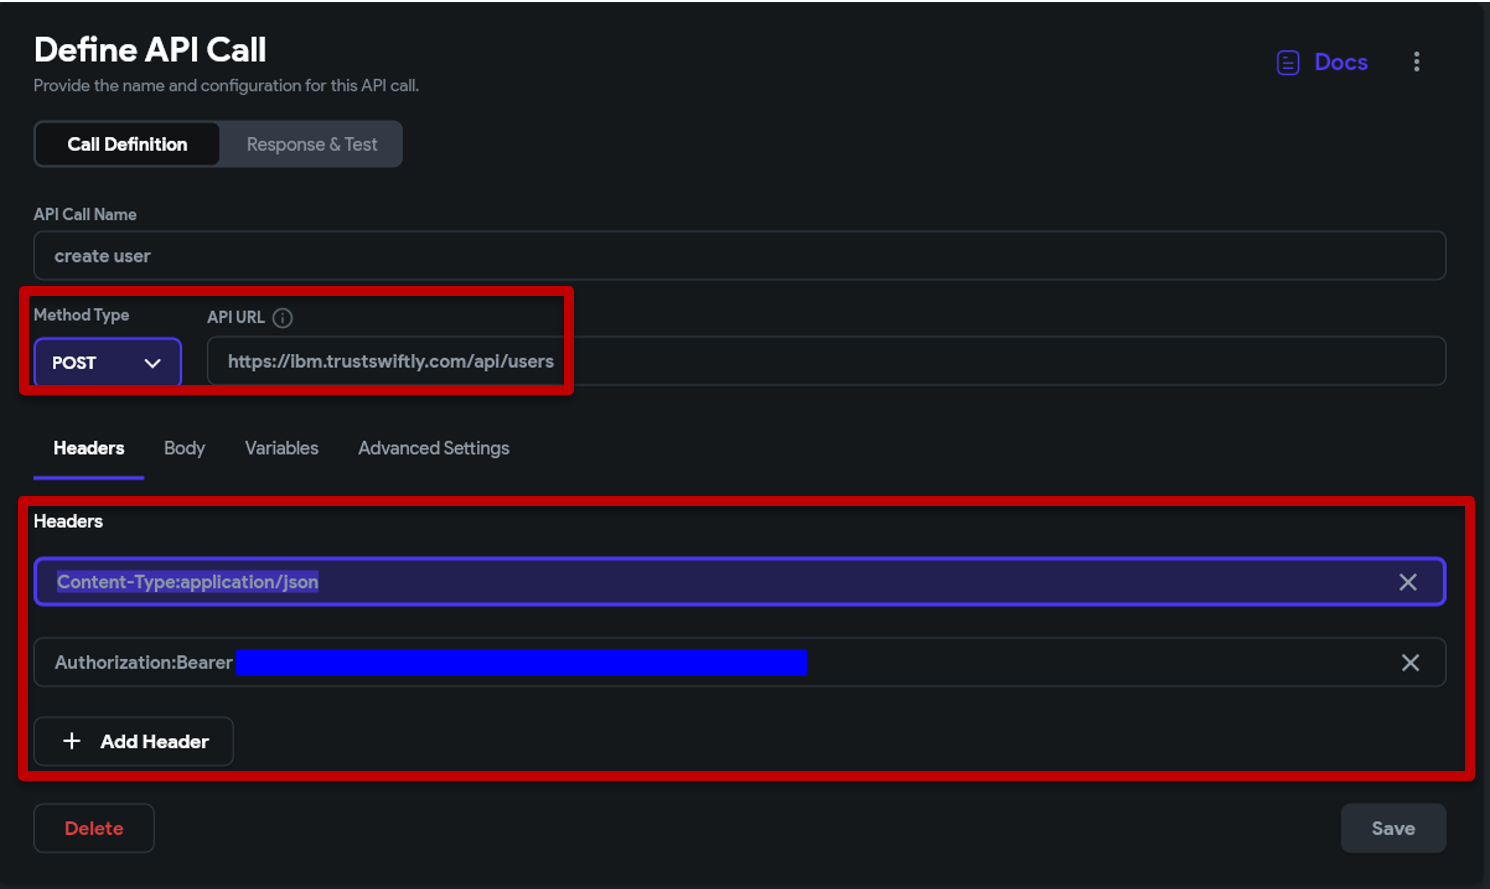 Define API Call
Docs
Provide the name and configuration for this API call.
Call Definition
Response & Test
API Call Name
create user
Method Type
API URL
POST
https://ibm.trustswiftly.com/api/users
Headers
Body
Variables
Advanced Settings
Headers
Content-Type:application/json
Authorization:Bearer
Add Header
Delete
Save